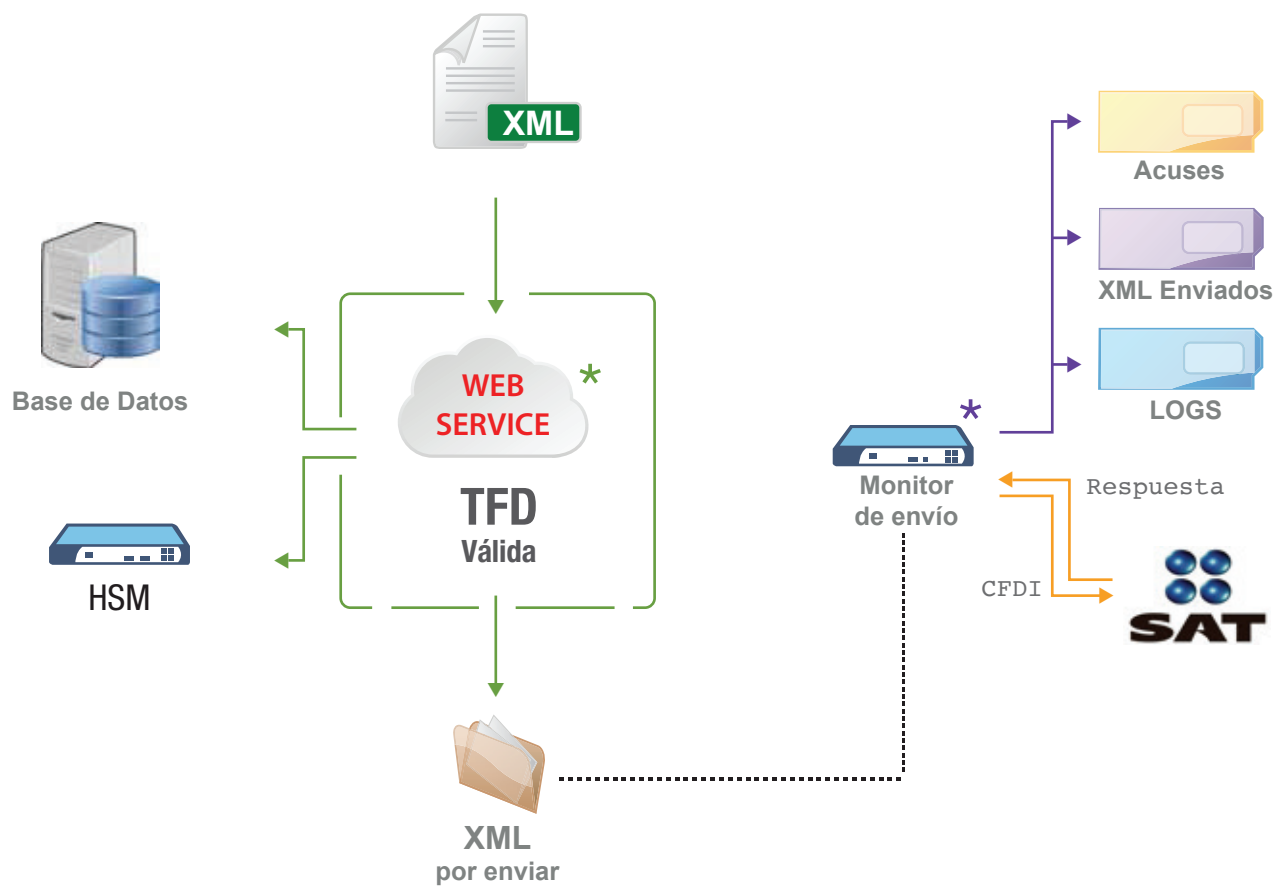 XML
Acuses
XML Enviados
LOGS
Base de Datos
WEB
SERVICE
*
TFD
Válida
HSM
*
Monitor
de envío
Respuesta
CFDI
SAT
XML
por enviar